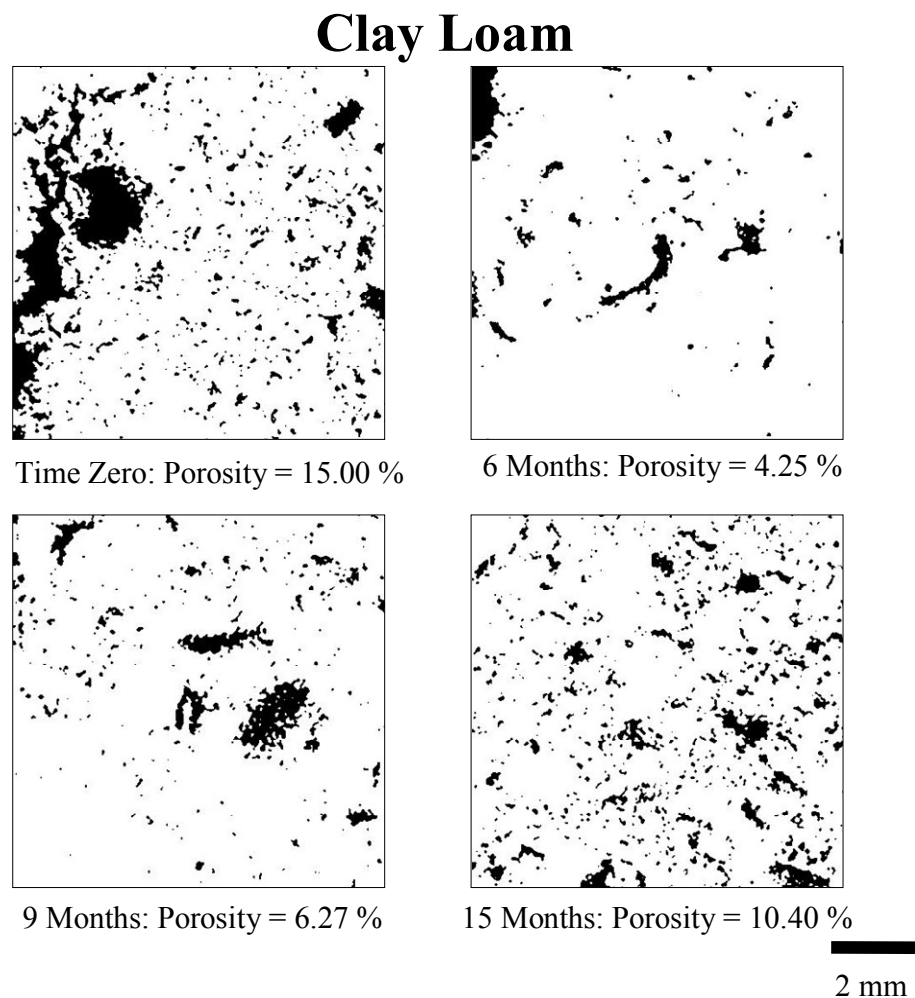 Clay Loam
Time Zero: Porosity = 15.00 %
6 Months: Porosity = 4.25 %
9 Months: Porosity = 6.27 %
15 Months: Porosity = 10.40 %
2 mm